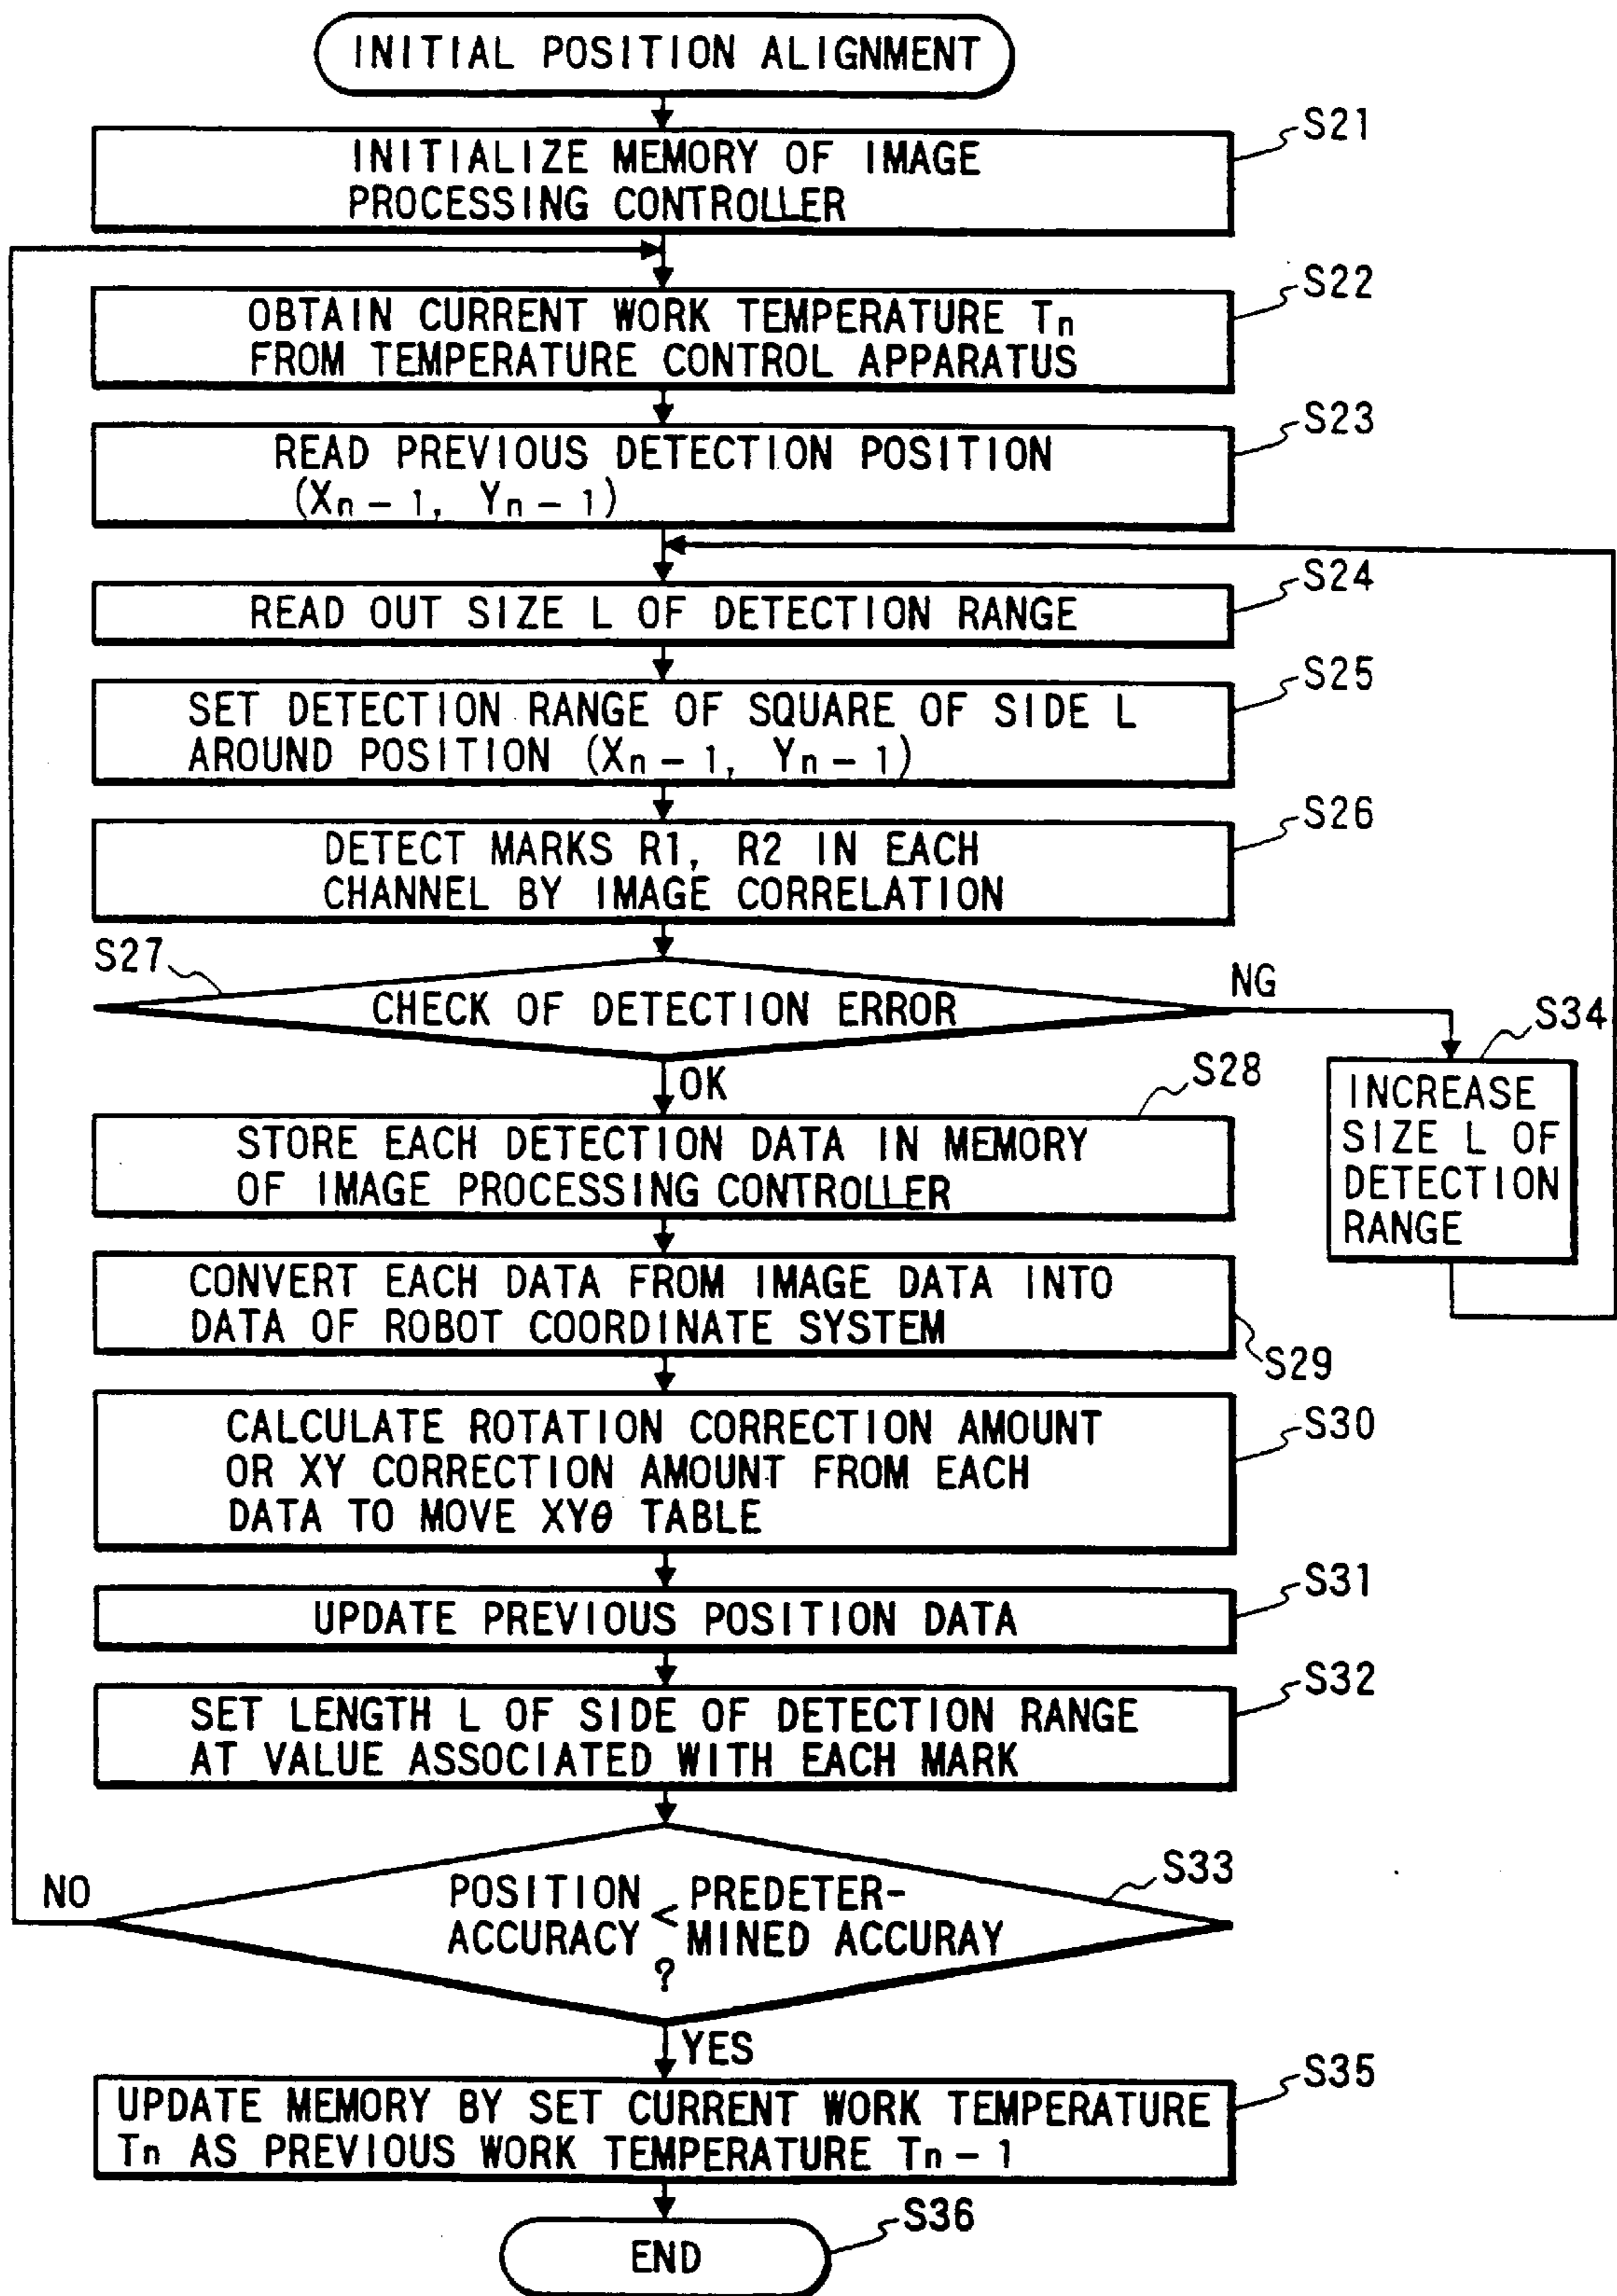 INITIAL POSITION ALIGNMENT
S21
INITIALIZE MEMORY OF IMAGE
PROCESSING CONTROLLER
S22
OBTAIN CURRENT WORK TEMPERATURE Tn
FROM TEMPERATURE CONTROL APPARATUS
S23
READ PREVIOUS DETECTION POSITION
(Xn-1, Yn-1)
S24
READ OUT SIZE L OF DETECTION RANGE
S25
SET DETECTION RANGE OF SQUARE OF SIDE L
AROUND POSITION (Xn-1, Yn-1)
S26
DETECT MARKS R1, R2 IN EACH
CHANNEL BY IMAGE CORRELATION
S27
CHECK OF DETECTION ERROR
NG
S34
INCREASE
SIZE L OF
DETECTION
RANGE
OK
S28
STORE EACH DETECTION DATA IN MEMORY
OF IMAGE PROCESSING CONTROLLER
CONVERT EACH DATA FROM IMAGE DATA INTO
DATA OF ROBOT COORDINATE SYSTEM
S29
S30
CALCULATE ROTATION CORRECTION AMOUNT
OR XY CORRECTION AMOUNT FROM EACH
DATA TO MOVE XYθ TABLE
S31
UPDATE PREVIOUS POSITION DATA
S32
SET LENGTH L OF SIDE OF DETECTION RANGE
AT VALUE ASSOCIATED WITH EACH MARK
S33
NO
POSITION < PREDETER-
ACCURACY MINED ACCURAY
?
YES
S35
UPDATE MEMORY BY SET CURRENT WORK TEMPERATURE
Tn AS PREVIOUS WORK TEMPERATURE Tn-1
S36
END